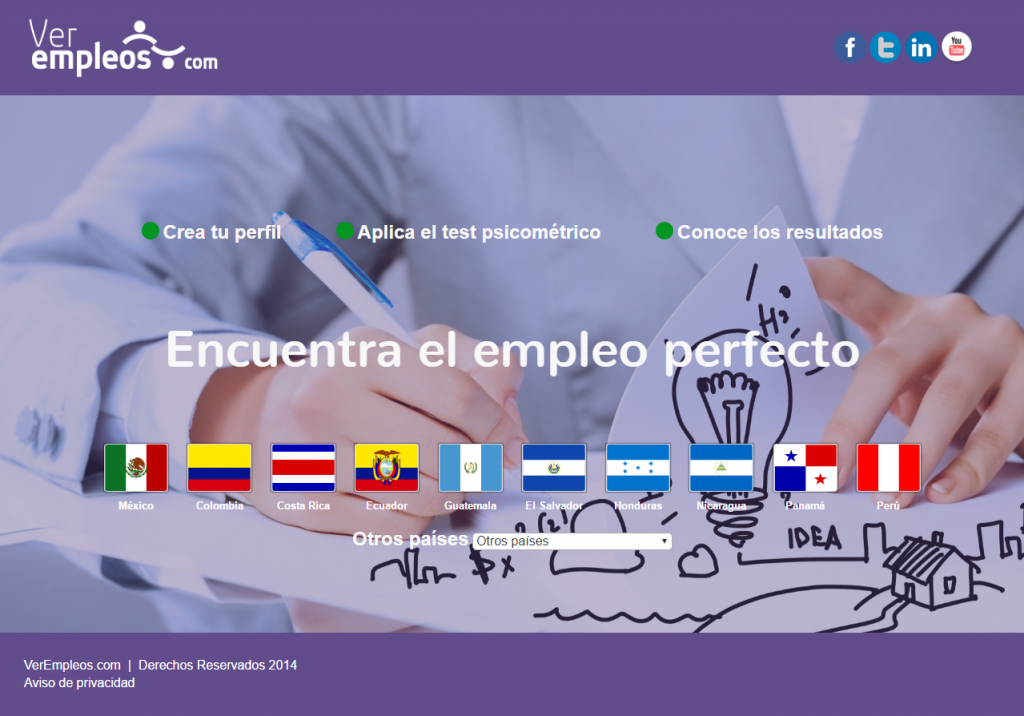 Ver
empleos.com
f t in You Tube
Crea tu perfil Aplica el test psicométrico Conoce los resultados
Encuentra el empleo perfecto
México Colombia Costa Rica Ecuador Guatemala El Salvador Honduras Nicaragua Panamá Perú
Otros países Otros países
IDEA
$x
VerEmpleos.com | Derechos Reservados 2014
Aviso de privacidad